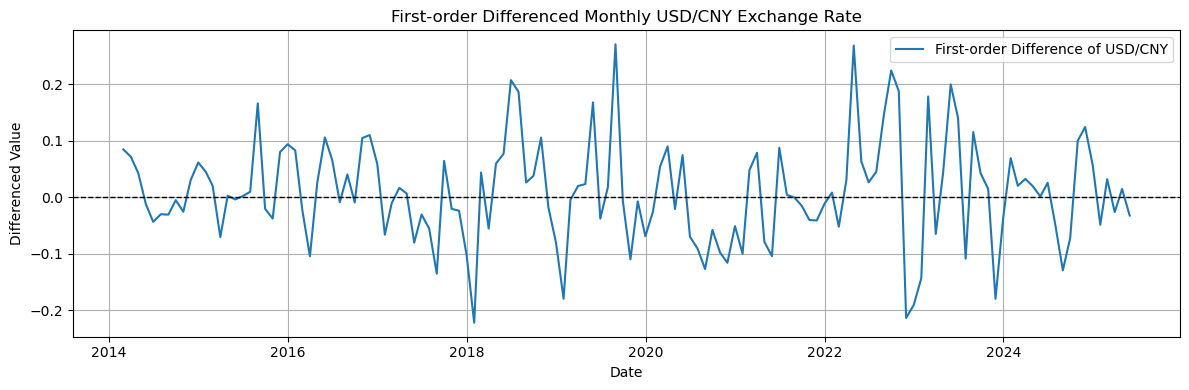 First-order Differenced Monthly USD/CNY Exchange Rate
First-order Difference of USD/CNY
Differenced Value
0.2
0.1
0.0
−0.1
−0.2
2014 2016 2018 2020 2022 2024
Date